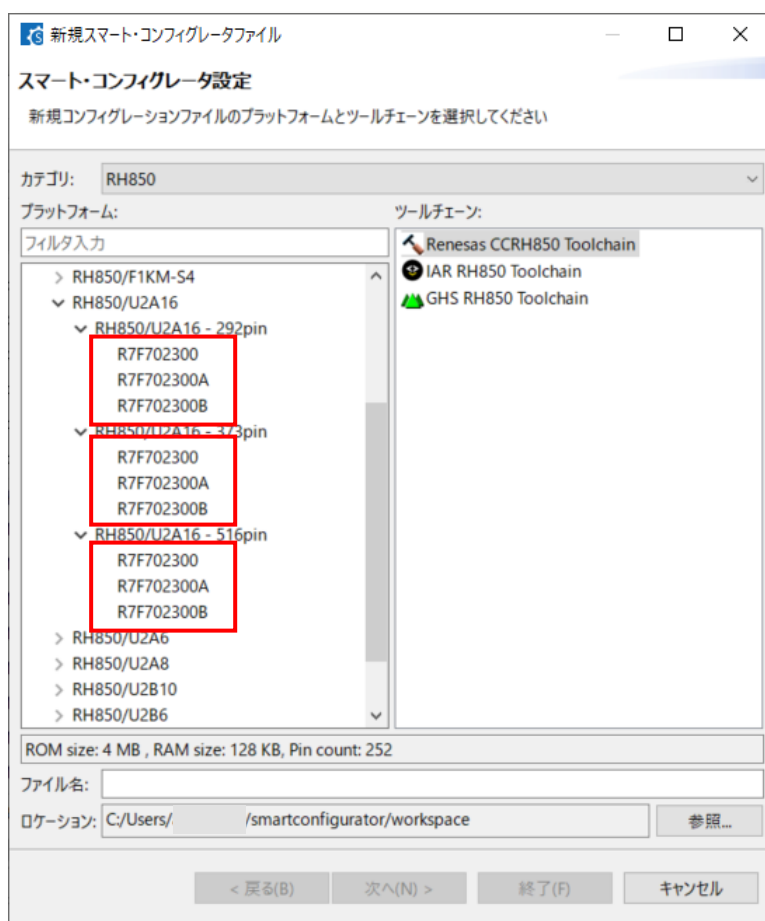 新規スマート・コンフィグレータファイル
スマート・コンフィグレータ設定
新規コンフィグレーションファイルのプラットフォームとツールチェーンを選択してください
カテゴリ: RH850
プラットフォーム:
フィルタ入力
RH850/F1KM-S4
RH850/U2A16
RH850/U2A16 - 292pin
R7F702300
R7F702300A
R7F702300B
RH850/U2A16 - 373pin
R7F702300
R7F702300A
R7F702300B
RH850/U2A16 - 516pin
R7F702300
R7F702300A
R7F702300B
RH850/U2A6
RH850/U2A8
RH850/U2B10
RH850/U2B6
ツールチェーン:
Renesas CCRH850 Toolchain
IAR RH850 Toolchain
GHS RH850 Toolchain
ROM size: 4 MB , RAM size: 128 KB, Pin count: 252
ファイル名:
ロケーション: C:/Users/ /smartconfigurator/workspace 参照...
< 戻る(B) 次へ(N) > 終了(F) キャンセル